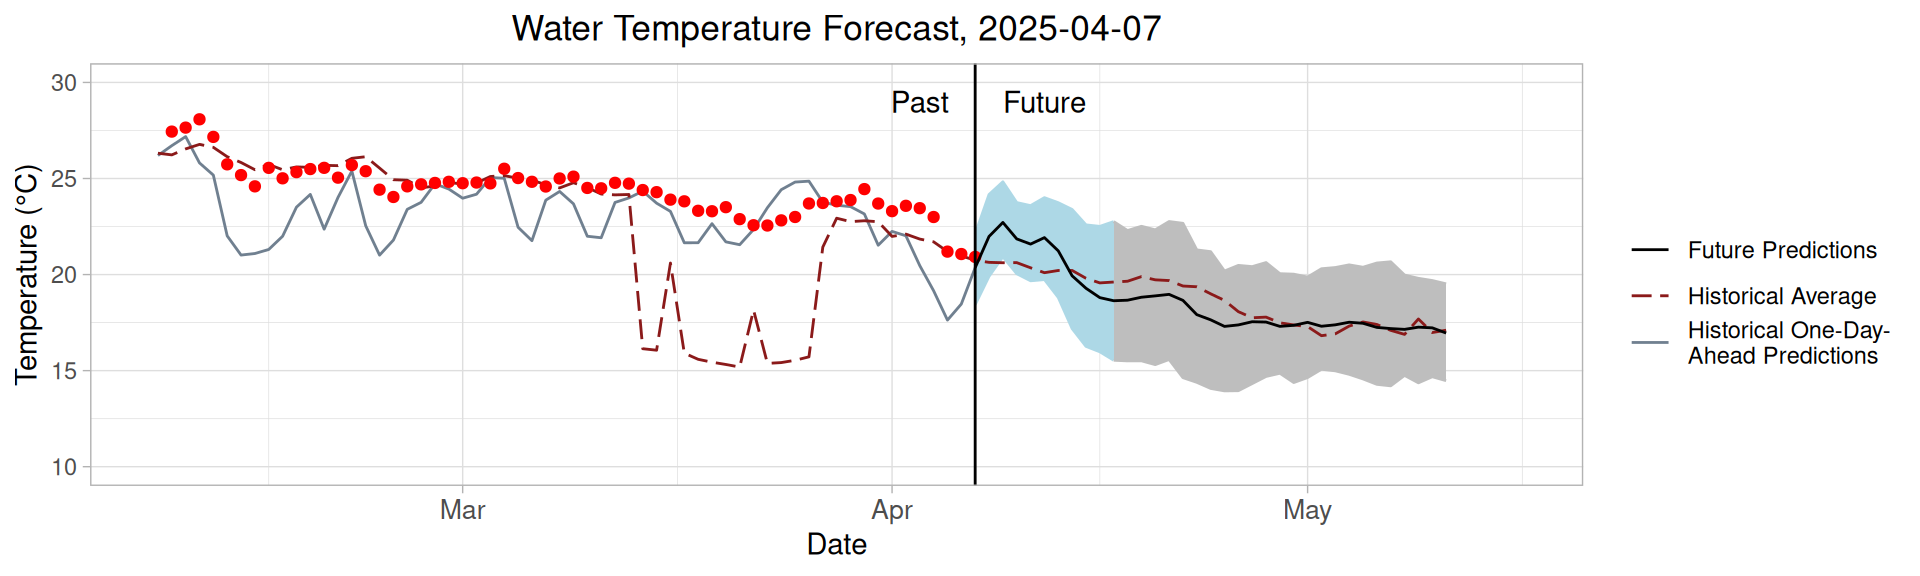 Water Temperature Forecast, 2025-04-07
30
25
20
15
10
Temperature (°C)
Past
Future
Mar
Apr
May
Date
Future Predictions
Historical Average
Historical One-Day-
Ahead Predictions